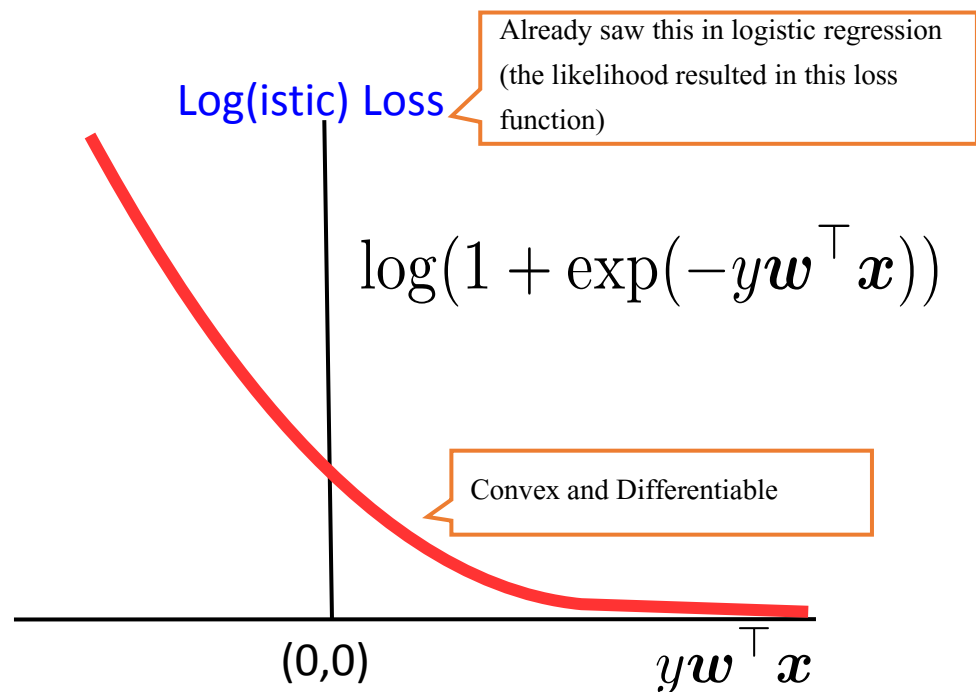 Already saw this in logistic regression
(the likelihood resulted in this loss
function)
Log(istic) Loss
log(1 + exp(−y𝒘⊤𝒙))
Convex and Differentiable
(0,0)
y𝒘⊤𝒙